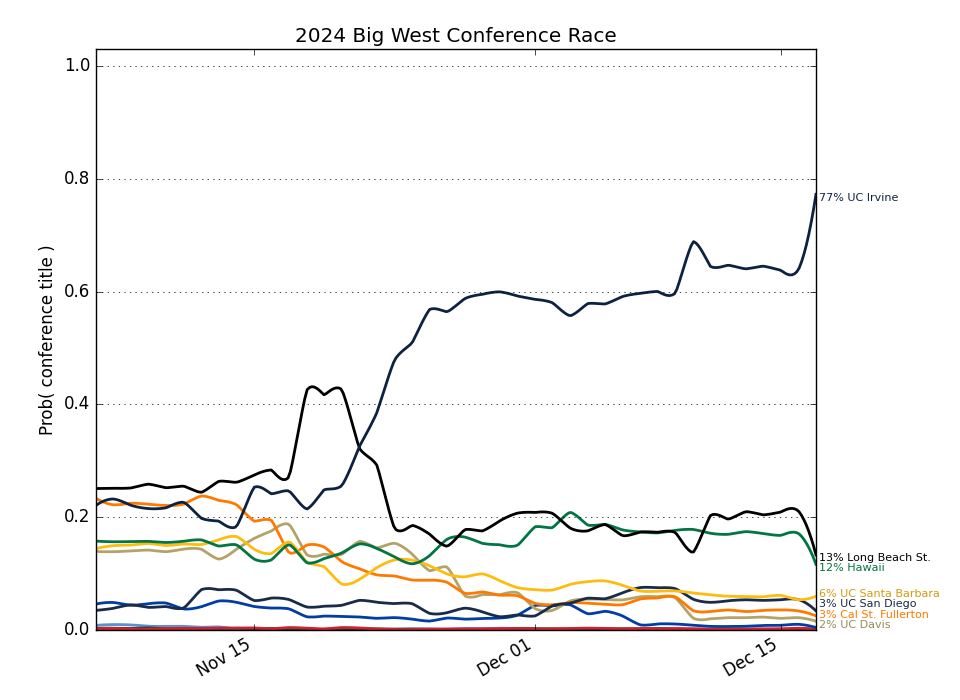 2024 Big West Conference Race
Prob( conference title )
1.0
0.8
0.6
0.4
0.2
0.0
Nov 15
Dec 01
Dec 15
77% UC Irvine
13% Long Beach St.
12% Hawaii
6% UC Santa Barbara
3% UC San Diego
3% Cal St. Fullerton
2% UC Davis